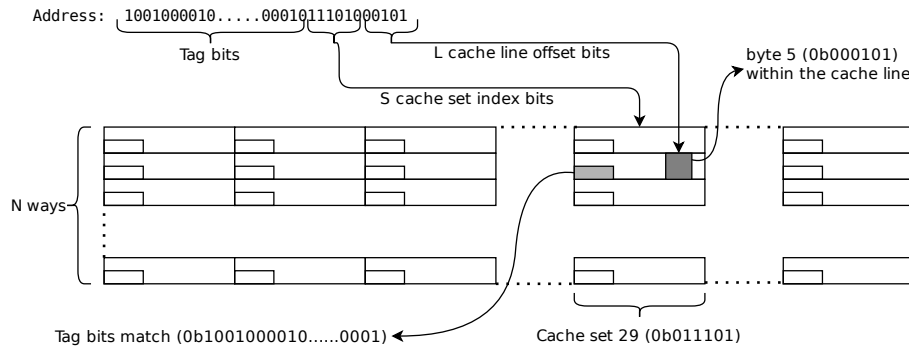 Address: 1001000010.....0001011101000101
Tag bits
L cache line offset bits
byte 5 (0b000101)
within the cache line
S cache set index bits
N ways
Tag bits match (0b1001000010......0001)
Cache set 29 (0b011101)